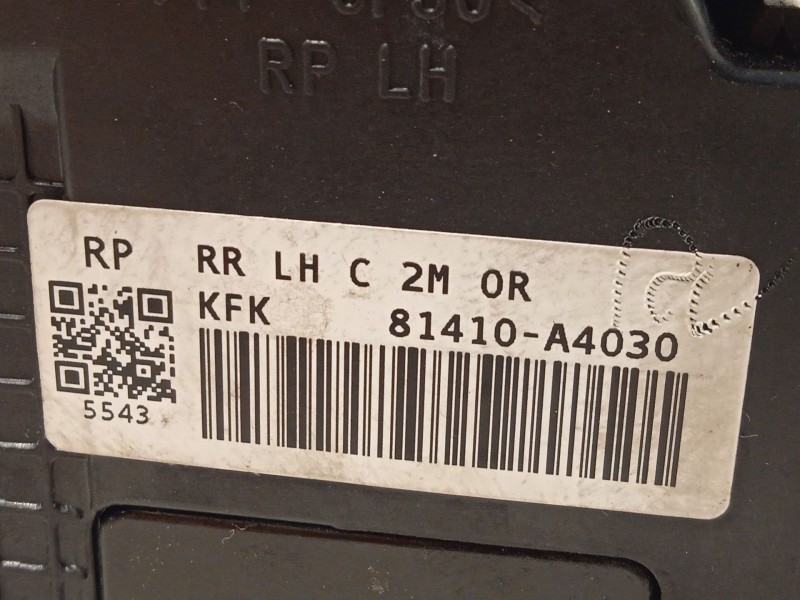 RP LH
RP RR LH C 2M OR
KFK 81410-A4030
5543